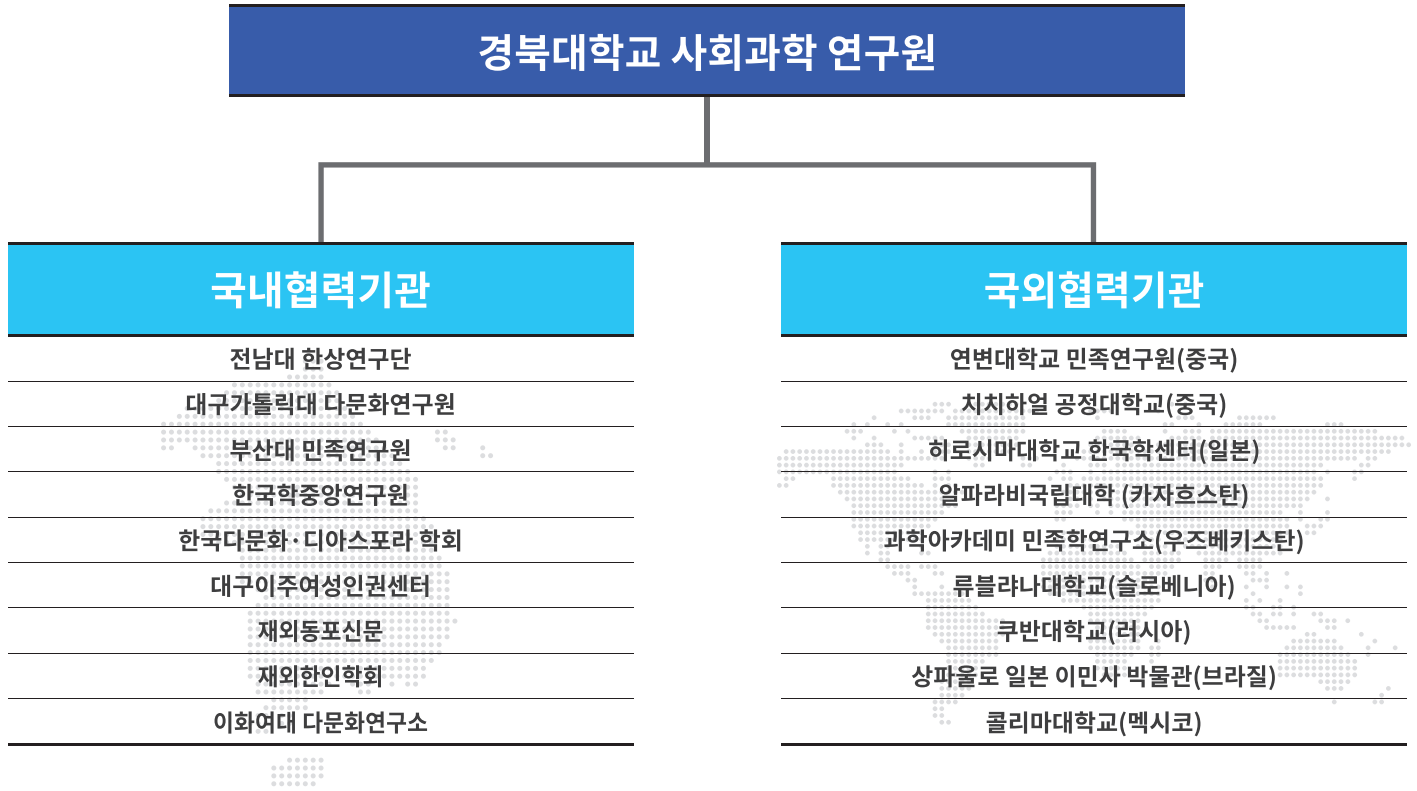 경북대학교 사회과학 연구원
국내협력기관
전남대 한상연구단
대구가톨릭대 다문화연구원
부산대 민족연구원
한국학중앙연구원
한국다문화·디아스포라 학회
대구이주여성인권센터
재외동포신문
재외한인학회
이화여대 다문화연구소
국외협력기관
연변대학교 민족연구원(중국)
치치하얼 공정대학교(중국)
히로시마대학교 한국학센터(일본)
알파라비국립대학 (카자흐스탄)
과학아카데미 민족학연구소(우즈베키스탄)
류블랴나대학교(슬로베니아)
쿠반대학교(러시아)
상파울로 일본 이민사 박물관(브라질)
콜리마대학교(멕시코)